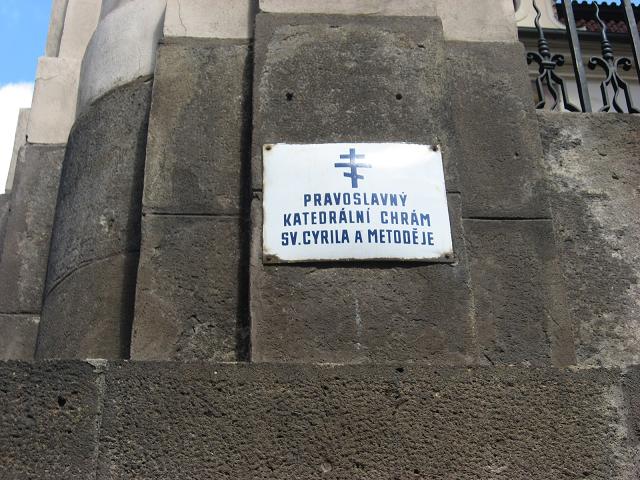 PRAVOSLAVNÝ
KATEDRÁLNÍ CHRÁM
SV. CYRILA A METODĚJE